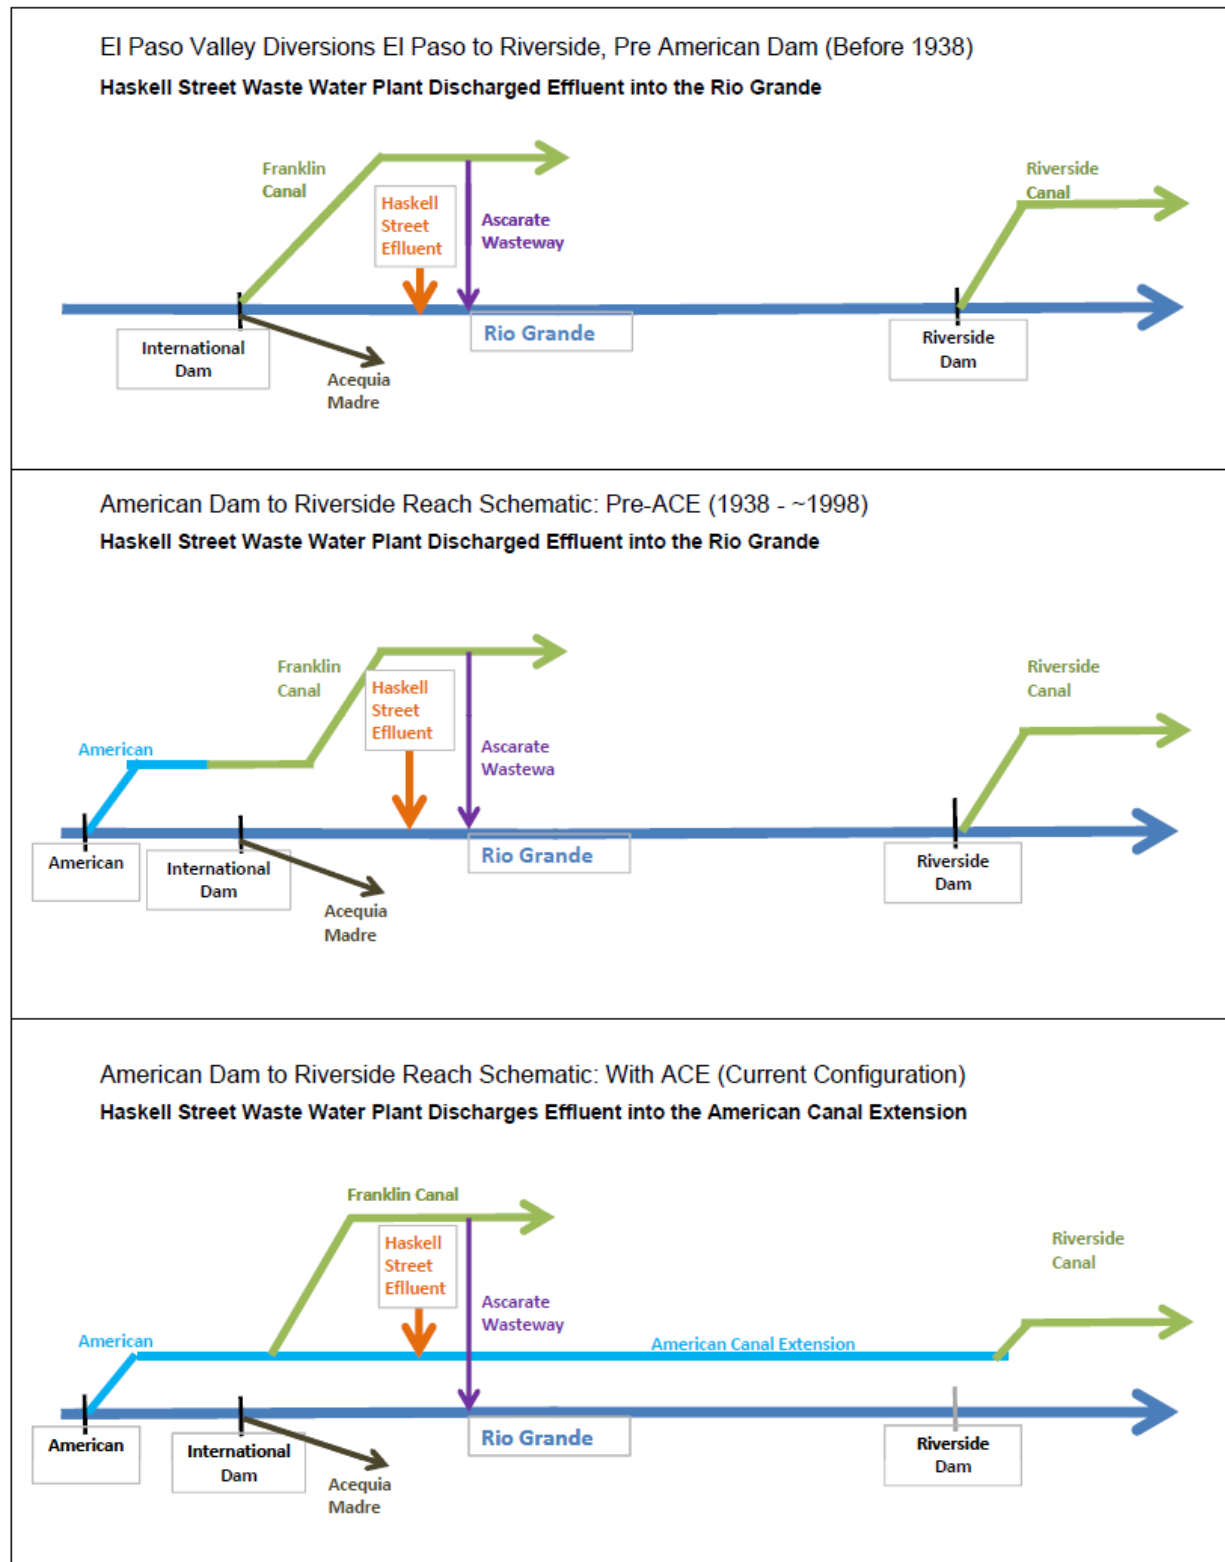 El Paso Valley Diversions El Paso to Riverside, Pre American Dam (Before 1938)
Haskell Street Waste Water Plant Discharged Effluent into the Rio Grande
Franklin
Canal
Haskell
Street
Eflluent
Ascarate
Wasteway
Riverside
Canal
International
Dam
Acequia
Madre
Rio Grande
Riverside
Dam
American Dam to Riverside Reach Schematic: Pre-ACE (1938 - ~1998)
Haskell Street Waste Water Plant Discharged Effluent into the Rio Grande
American
Franklin
Canal
Haskell
Street
Eflluent
Ascarate
Wastewa
Riverside
Canal
American
International
Dam
Acequia
Madre
Rio Grande
Riverside
Dam
American Dam to Riverside Reach Schematic: With ACE (Current Configuration)
Haskell Street Waste Water Plant Discharges Effluent into the American Canal Extension
Franklin Canal
Haskell
Street
Eflluent
Ascarate
Wasteway
Riverside
Canal
American
American Canal Extension
American
International
Dam
Acequia
Madre
Rio Grande
Riverside
Dam